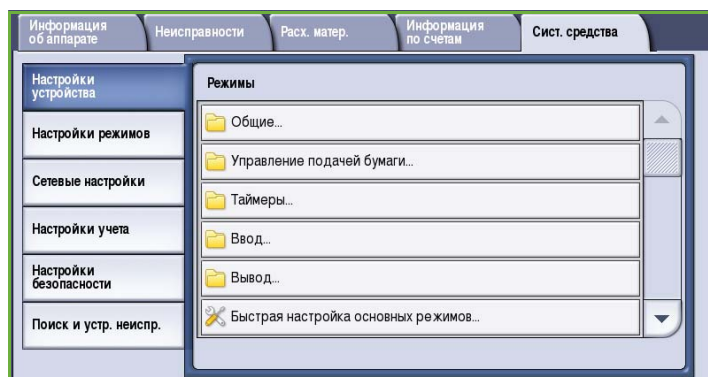 Информация
об аппарате
Неисправности
Расх. матер.
Информация
по счетам
Сист. средства
Настройки
устройства
Настройки режимов
Сетевые настройки
Настройки учета
Настройки
безопасности
Поиск и устр. неиспр.
Режимы
Общие...
Управление подачей бумаги...
Таймеры...
Ввод...
Вывод...
Быстрая настройка основных режимов...